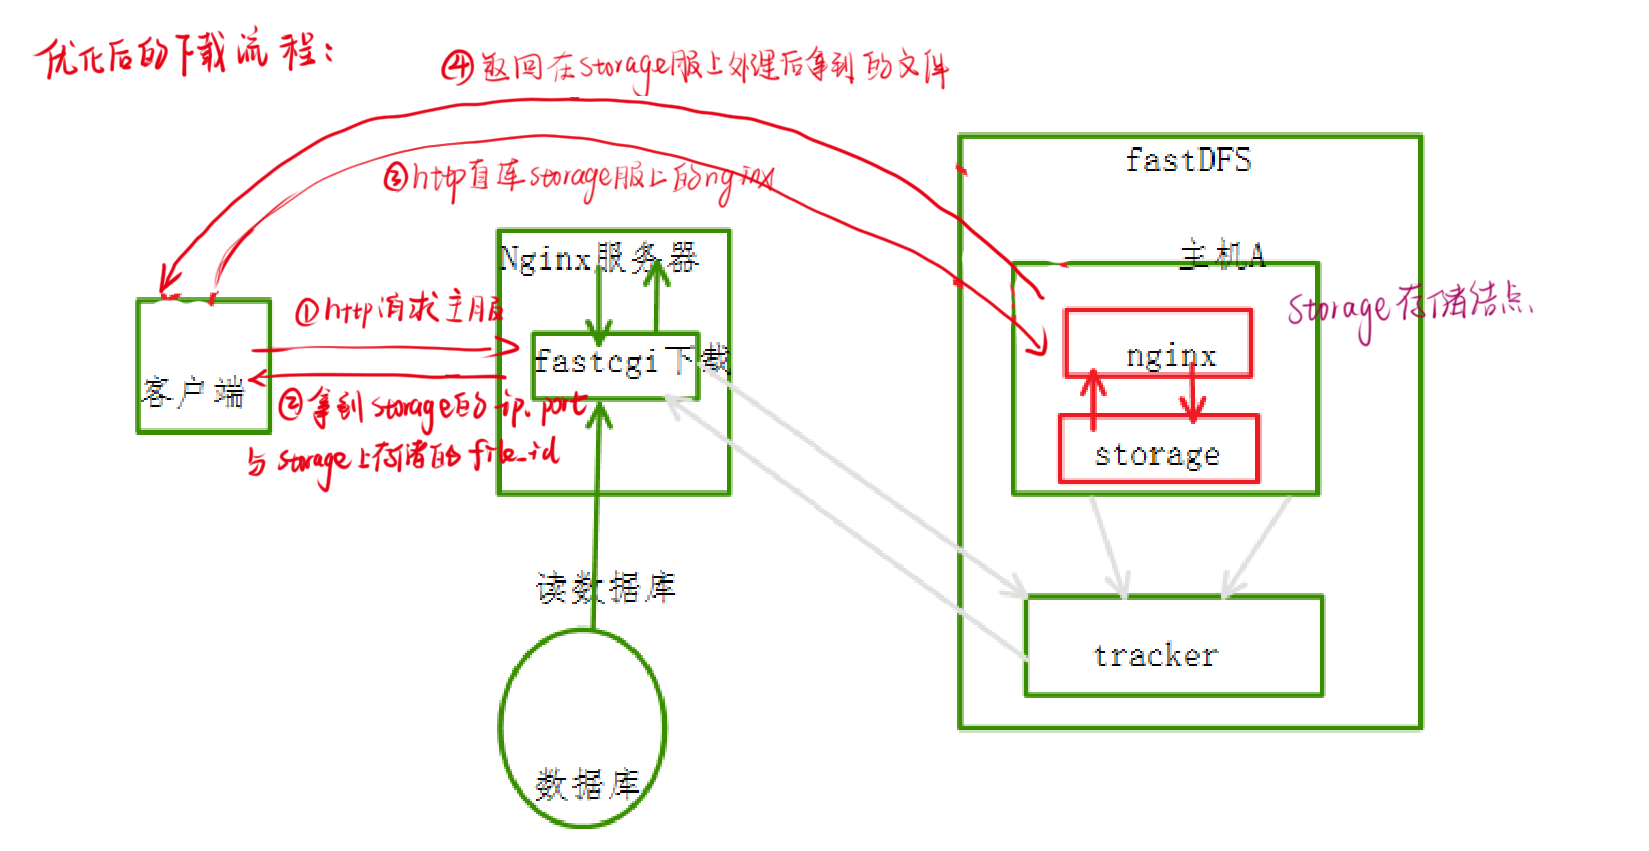 优化后的下载流程：
④返回在storage服上处理后拿到的文件
fastDFS
③http直连storage服上的nginx
Nginx服务器
主机A
①http请求主服
storage存储结点、
nginx
fastcgi下载
客户端
②拿到storage的ip、port
与storage上存储的file_id
storage
读数据库
tracker
数据库